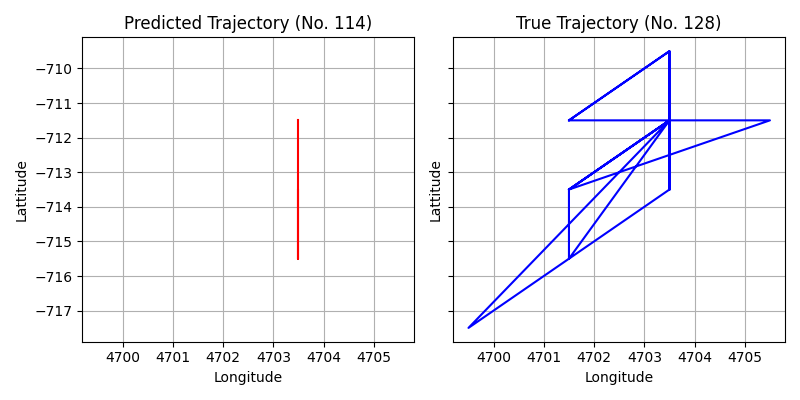 Predicted Trajectory (No. 114)
True Trajectory (No. 128)
Lattitude
−710
−711
−712
−713
−714
−715
−716
−717
4700 4701 4702 4703 4704 4705
Longitude
Lattitude
4700 4701 4702 4703 4704 4705
Longitude